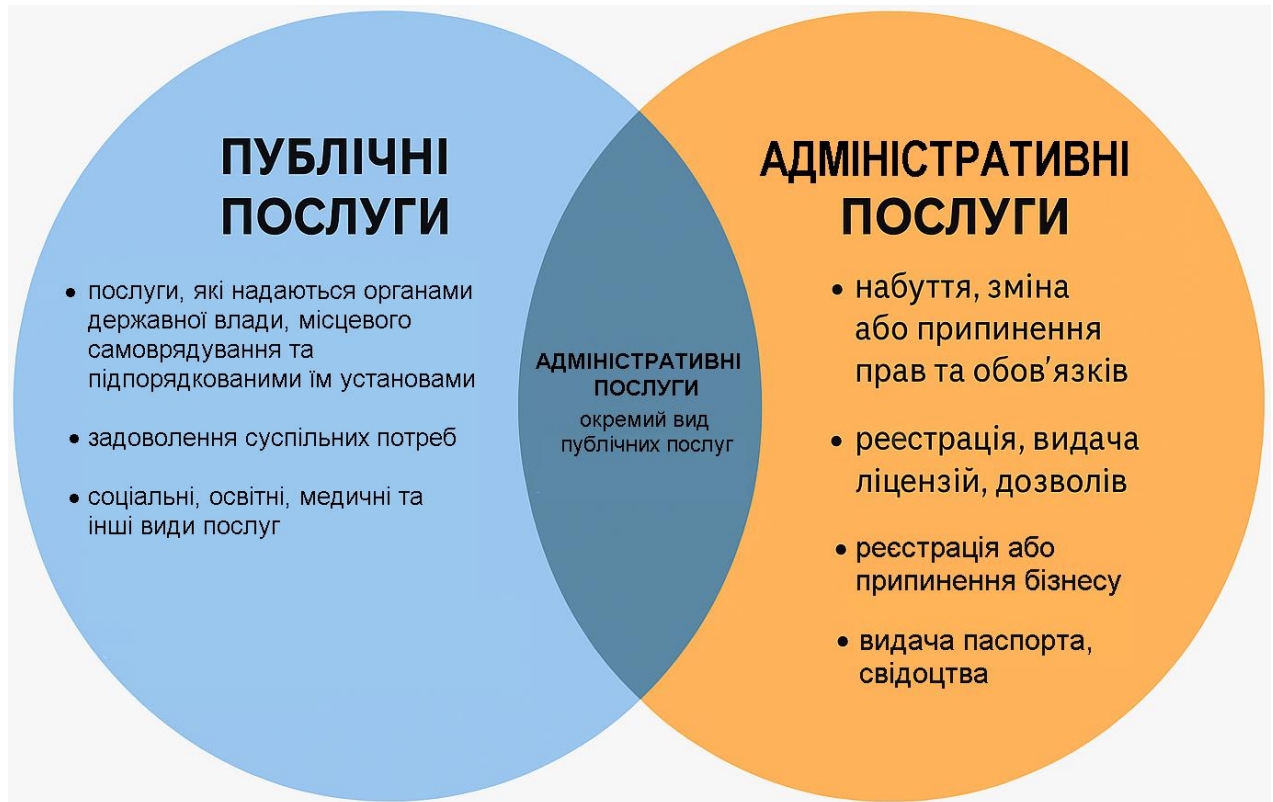 ПУБЛІЧНІ
ПОСЛУГИ
• послуги, які надаються органами
державної влади, місцевого
самоврядування та
підпорядкованими їм установами
• задоволення суспільних потреб
• соціальні, освітні, медичні та
інші види послуг
АДМІНІСТРАТИВНІ
ПОСЛУГИ
окремий вид
публічних послуг
АДМІНІСТРАТИВНІ
ПОСЛУГИ
• набуття, зміна
або припинення
прав та обов’язків
• реестрація, видача
ліцензій, дозволів
• реєстрація або
припинення бізнесу
• видача паспорта,
свідоцтва